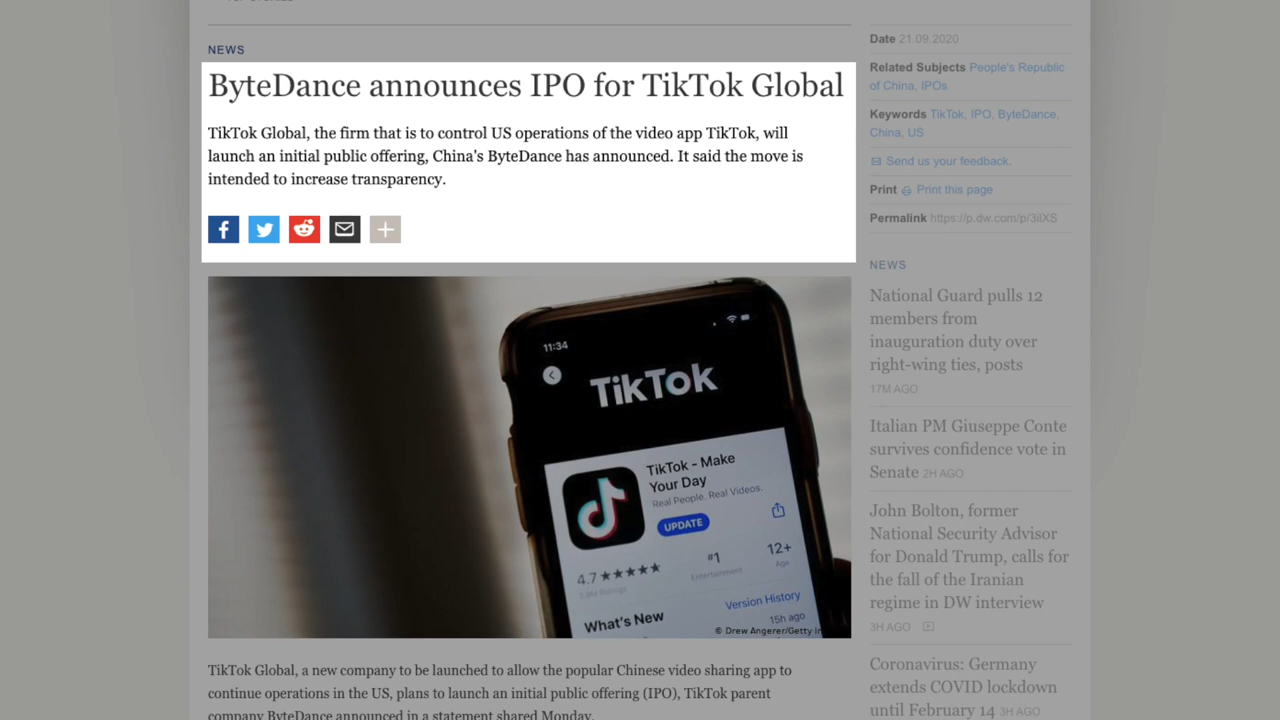 NEWS
ByteDance announces IPO for TikTok Global
TikTok Global, the firm that is to control US operations of the video app TikTok, will
launch an initial public offering, China's ByteDance has announced. It said the move is
intended to increase transparency.
11:34
TikTok
TikTok - Make
Your Day
Real People. Real Videos.
UPDATE
4.7
#1
Entertainment
12+
Age
What's New
Version History
15h ago
© Drew Angerer/Getty
TikTok Global, a new company to be launched to allow the popular Chinese video sharing app to
continue operations in the US, plans to launch an initial public offering (IPO), TikTok parent
company ByteDance announced in a statement shared Monday.
Date 21.09.2020
Related Subjects People's Republic
of China, IPOs
Keywords TikTok, IPO, ByteDance,
China, US
Send us your feedback.
Print Print this page
Permalink https://p.dw.com/p/3ilXS
NEWS
National Guard pulls 12
members from
inauguration duty over
right-wing ties, posts
17M AGO
Italian PM Giuseppe Conte
survives confidence vote in
Senate 2H AGO
John Bolton, former
National Security Advisor
for Donald Trump, calls for
the fall of the Iranian
regime in DW interview
3H AGO
Coronavirus: Germany
extends COVID lockdown
until February 14 3H AGO